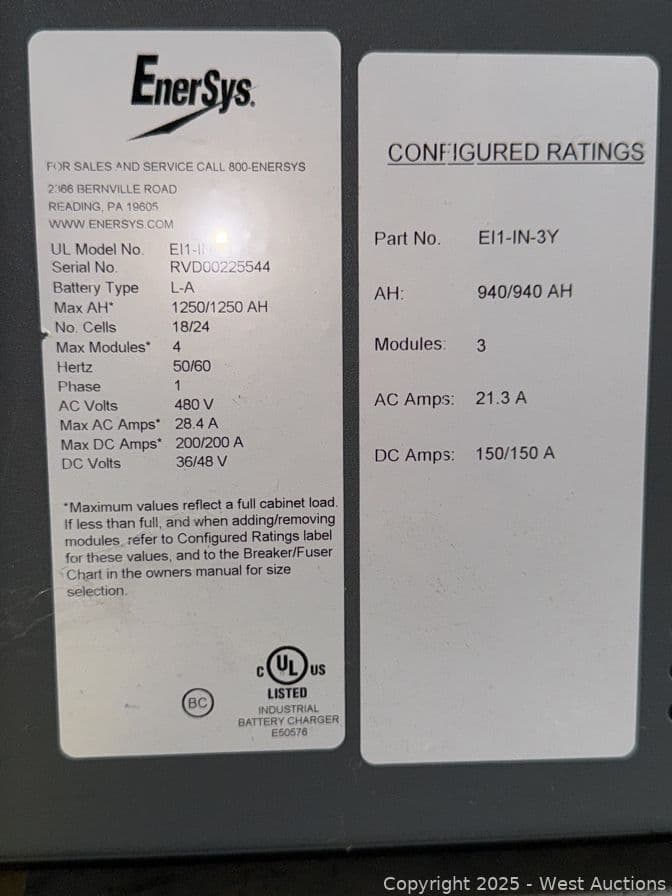 EnerSys.
FOR SALES AND SERVICE CALL 800-ENERSYS
2366 BERNVILLE ROAD
READING, PA 19605
WWW.ENERSYS.COM
UL Model No. EI1-IN
Serial No. RVD00225544
Battery Type L-A
Max AH* 1250/1250 AH
No. Cells 18/24
Max Modules* 4
Hertz 50/60
Phase 1
AC Volts 480 V
Max AC Amps* 28.4 A
Max DC Amps* 200/200 A
DC Volts 36/48 V
*Maximum values reflect a full cabinet load.
If less than full, and when adding/removing
modules, refer to Configured Ratings label
for these values, and to the Breaker/Fuser
Chart in the owners manual for size
selection.
BC
C UL US
LISTED
INDUSTRIAL
BATTERY CHARGER
E50576
CONFIGURED RATINGS
Part No. EI1-IN-3Y
AH: 940/940 AH
Modules: 3
AC Amps: 21.3 A
DC Amps: 150/150 A
Copyright 2025 - West Auctions